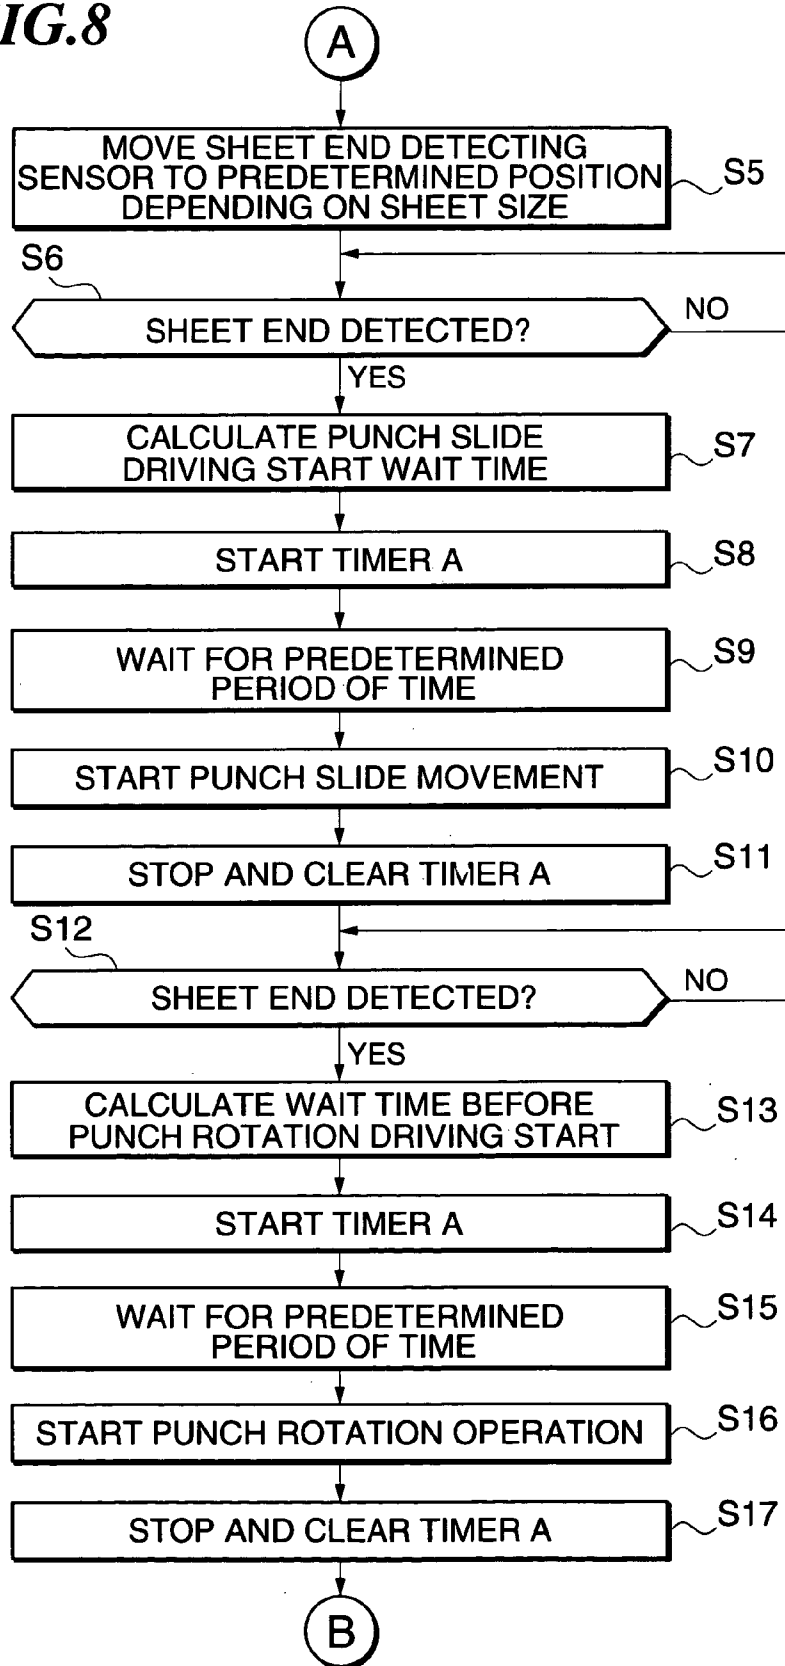 IG.8
A
MOVE SHEET END DETECTING
SENSOR TO PREDETERMINED POSITION
DEPENDING ON SHEET SIZE
S5
S6
SHEET END DETECTED?
NO
YES
CALCULATE PUNCH SLIDE
DRIVING START WAIT TIME
S7
START TIMER A
S8
WAIT FOR PREDETERMINED
PERIOD OF TIME
S9
START PUNCH SLIDE MOVEMENT
S10
STOP AND CLEAR TIMER A
S11
S12
SHEET END DETECTED?
NO
YES
CALCULATE WAIT TIME BEFORE
PUNCH ROTATION DRIVING START
S13
START TIMER A
S14
WAIT FOR PREDETERMINED
PERIOD OF TIME
S15
START PUNCH ROTATION OPERATION
S16
STOP AND CLEAR TIMER A
S17
B